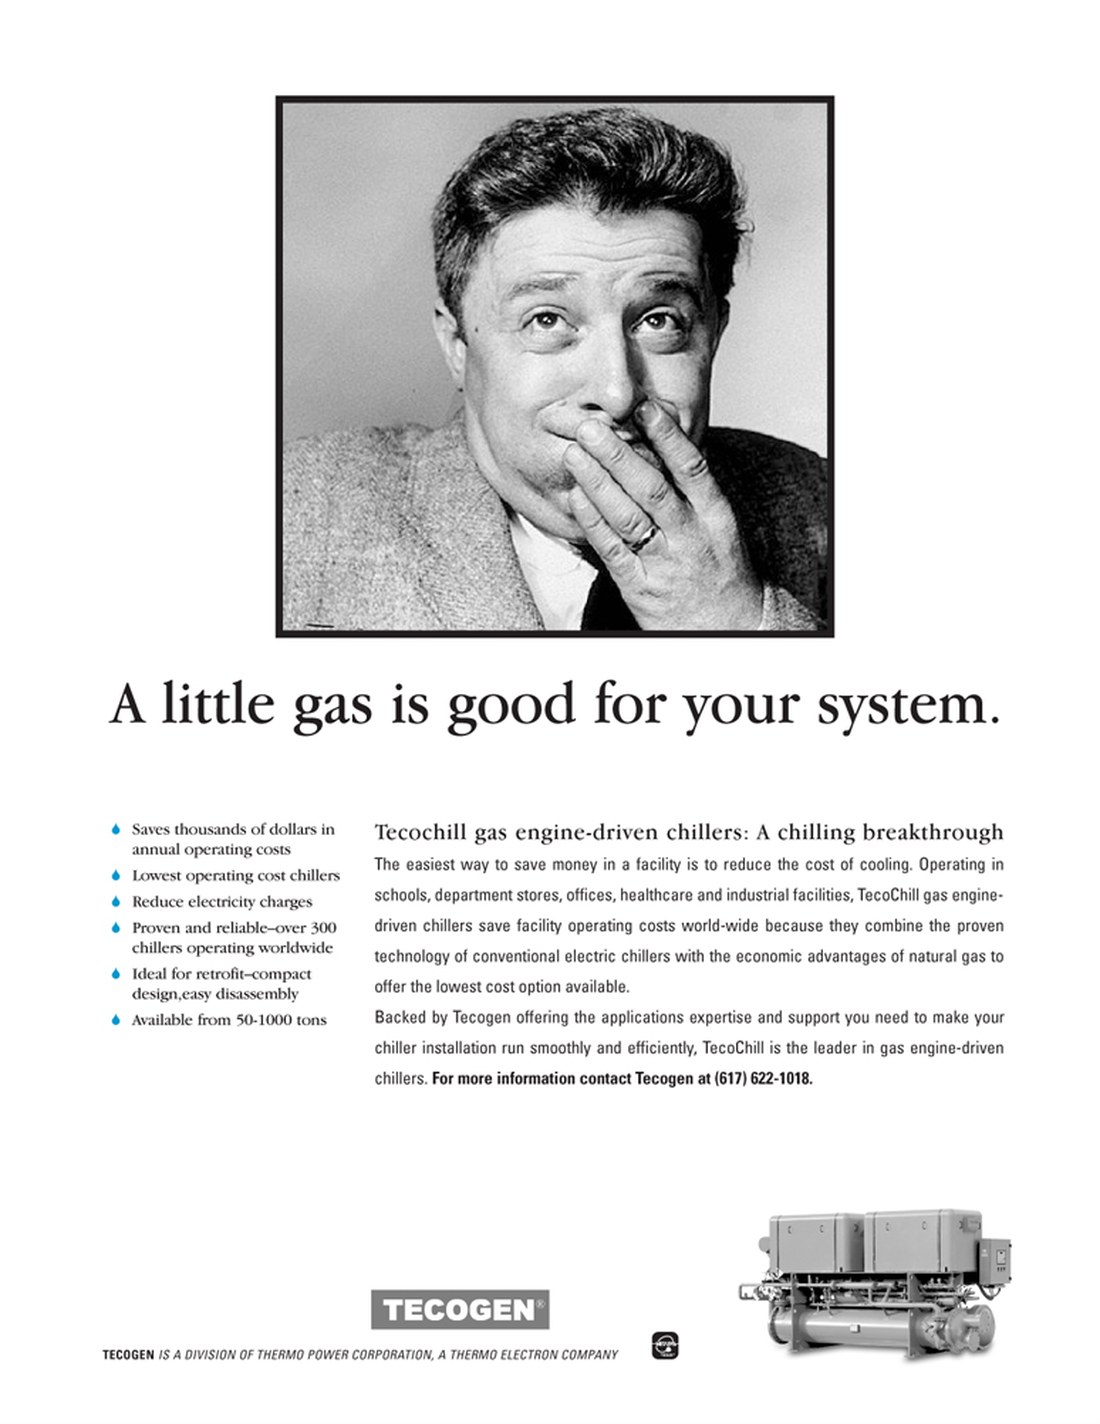 A little gas is good for your system.
Saves thousands of dollars in
annual operating costs
Lowest operating cost chillers
Reduce electricity charges
Proven and reliable–over 300
chillers operating worldwide
Ideal for retrofit–compact
design,easy disassembly
Available from 50-1000 tons
Tecochill gas engine-driven chillers: A chilling breakthrough
The easiest way to save money in a facility is to reduce the cost of cooling. Operating in
schools, department stores, offices, healthcare and industrial facilities, TecoChill gas engine-
driven chillers save facility operating costs world-wide because they combine the proven
technology of conventional electric chillers with the economic advantages of natural gas to
offer the lowest cost option available.
Backed by Tecogen offering the applications expertise and support you need to make your
chiller installation run smoothly and efficiently, TecoChill is the leader in gas engine-driven
chillers. For more information contact Tecogen at (617) 622-1018.
TECOGEN®
TECOGEN IS A DIVISION OF THERMO POWER CORPORATION, A THERMO ELECTRON COMPANY